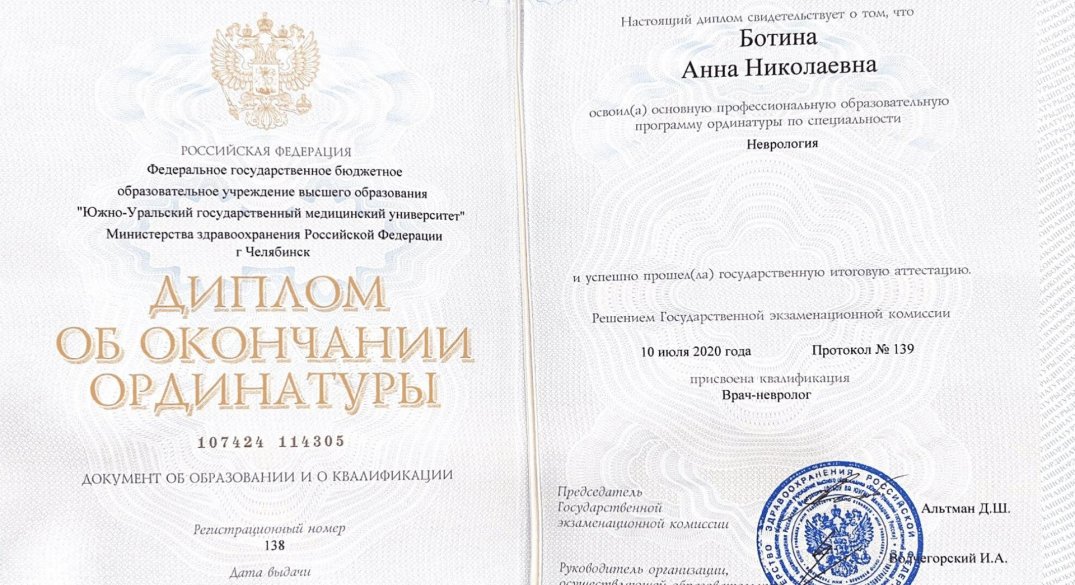 РОССИЙСКАЯ ФЕДЕРАЦИЯ
Федеральное государственное бюджетное
образовательное учреждение высшего образования
"Южно-Уральский государственный медицинский университет"
Министерства здравоохранения Российской Федерации
г Челябинск
ДИПЛОМ
ОБ ОКОНЧАНИИ
ОРДИНАТУРЫ
107424 114305
ДОКУМЕНТ ОБ ОБРАЗОВАНИИ И О КВАЛИФИКАЦИИ
Регистрационный номер
138
Дата выдачи
Настоящий диплом свидетельствует о том, что
Ботина
Анна Николаевна
освоил(а) основную профессиональную образовательную
программу ординатуры по специальности
Неврология
и успешно прошел(ла) государственную итоговую аттестацию.
Решением Государственной экзаменационной комиссии
10 июля 2020 года Протокол № 139
присвоена квалификация
Врач-невролог
Председатель
Государственной
экзаменационной комиссии
Альтман Д.Ш.
Руководитель организации,
Волчегорский И.А.
ЗДРАВООХРАНЕНИЯ РОССИЙСКОЙ